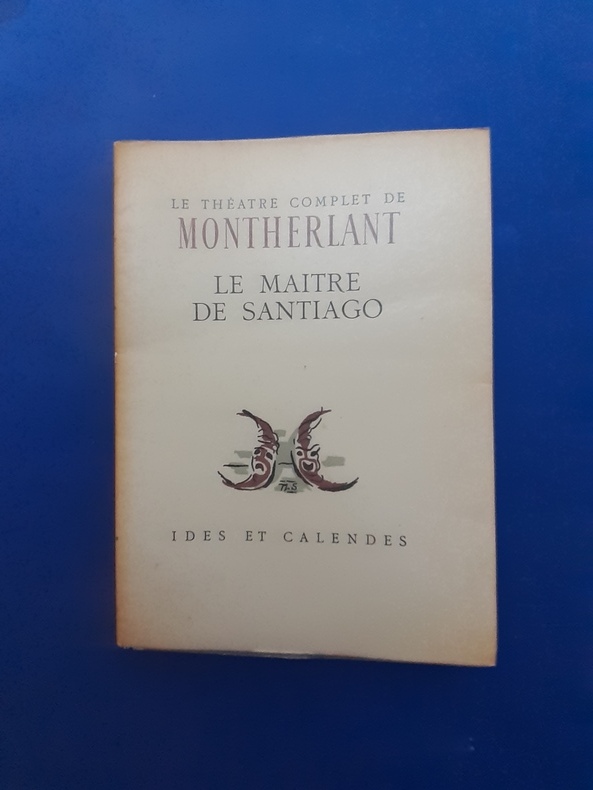 LE THÉATRE COMPLET DE
MONTHERLANT
LE MAITRE
DE SANTIAGO
IDES ET CALENDES